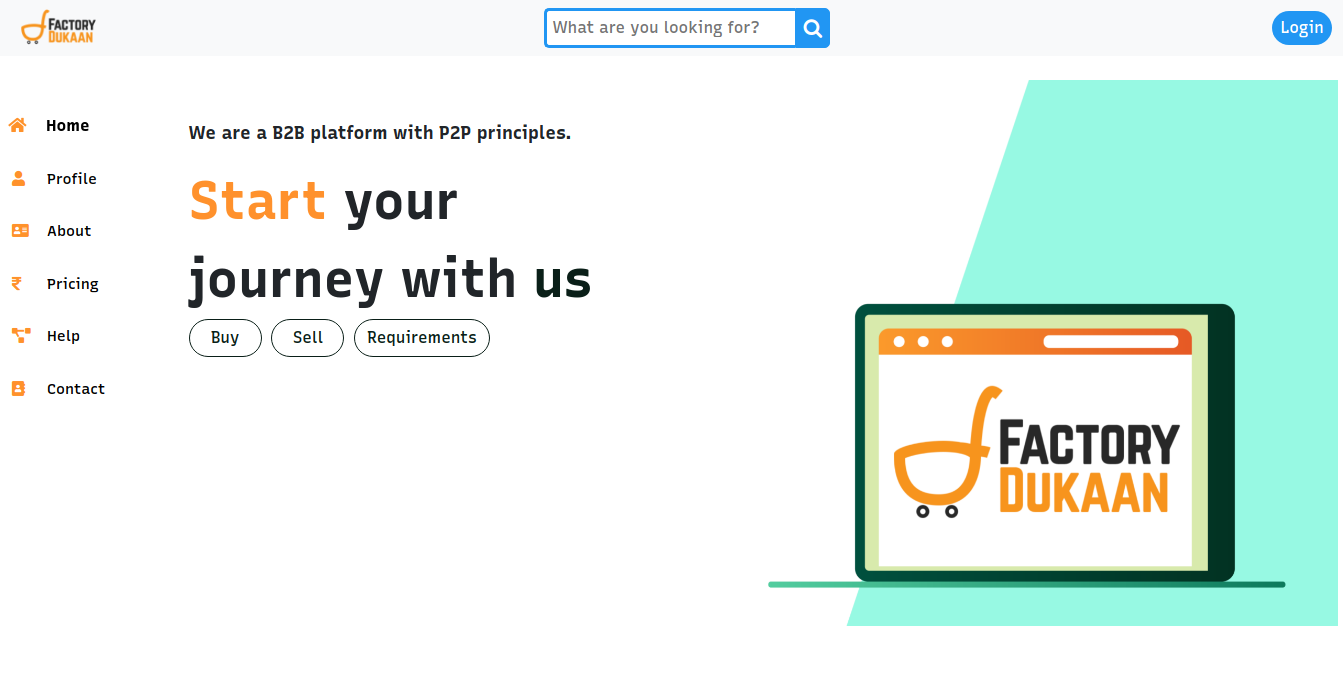 FACTORY
DUKAAN
What are you looking for?
Login
Home
Profile
About
Pricing
Help
Contact
We are a B2B platform with P2P principles.
Start your
journey with us
Buy
Sell
Requirements
FACTORY
DUKAAN